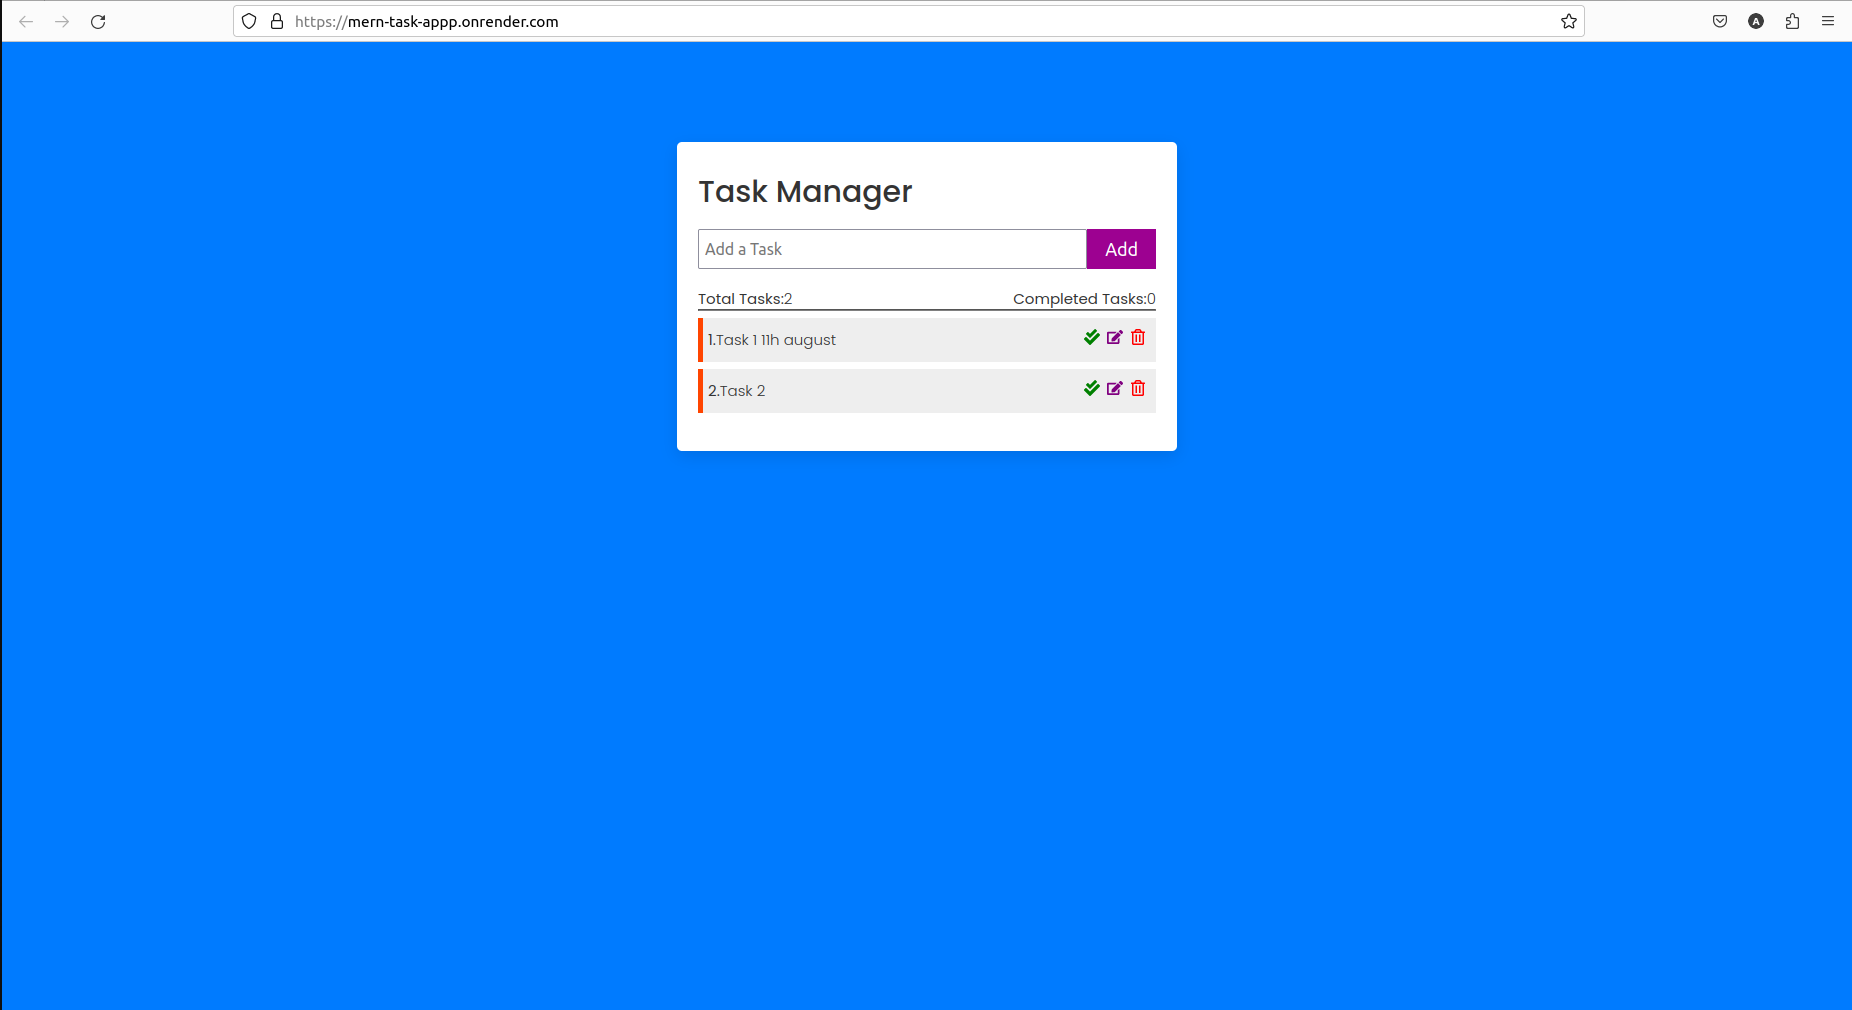 https://mern-task-appp.onrender.com
A
Task Manager
Add a Task
Add
Total Tasks:2
Completed Tasks:0
1.Task 1 11h august
2.Task 2